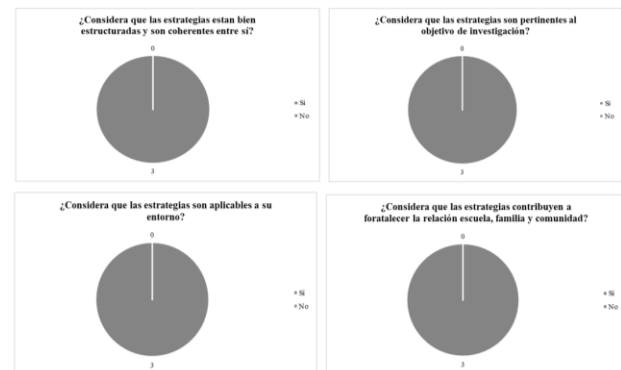 ¿Considera que las estrategias estan bien
estructuradas y son coherentes entre sí?
0
3
Si
No
¿Considera que las estrategias son pertinentes al
objetivo de investigación?
0
3
Si
No
¿Considera que las estrategias son aplicables a su
entorno?
0
3
Si
No
¿Considera que las estrategias contribuyen a
foratalecer la relación escuela, familia y comunidad?
0
3
Si
No